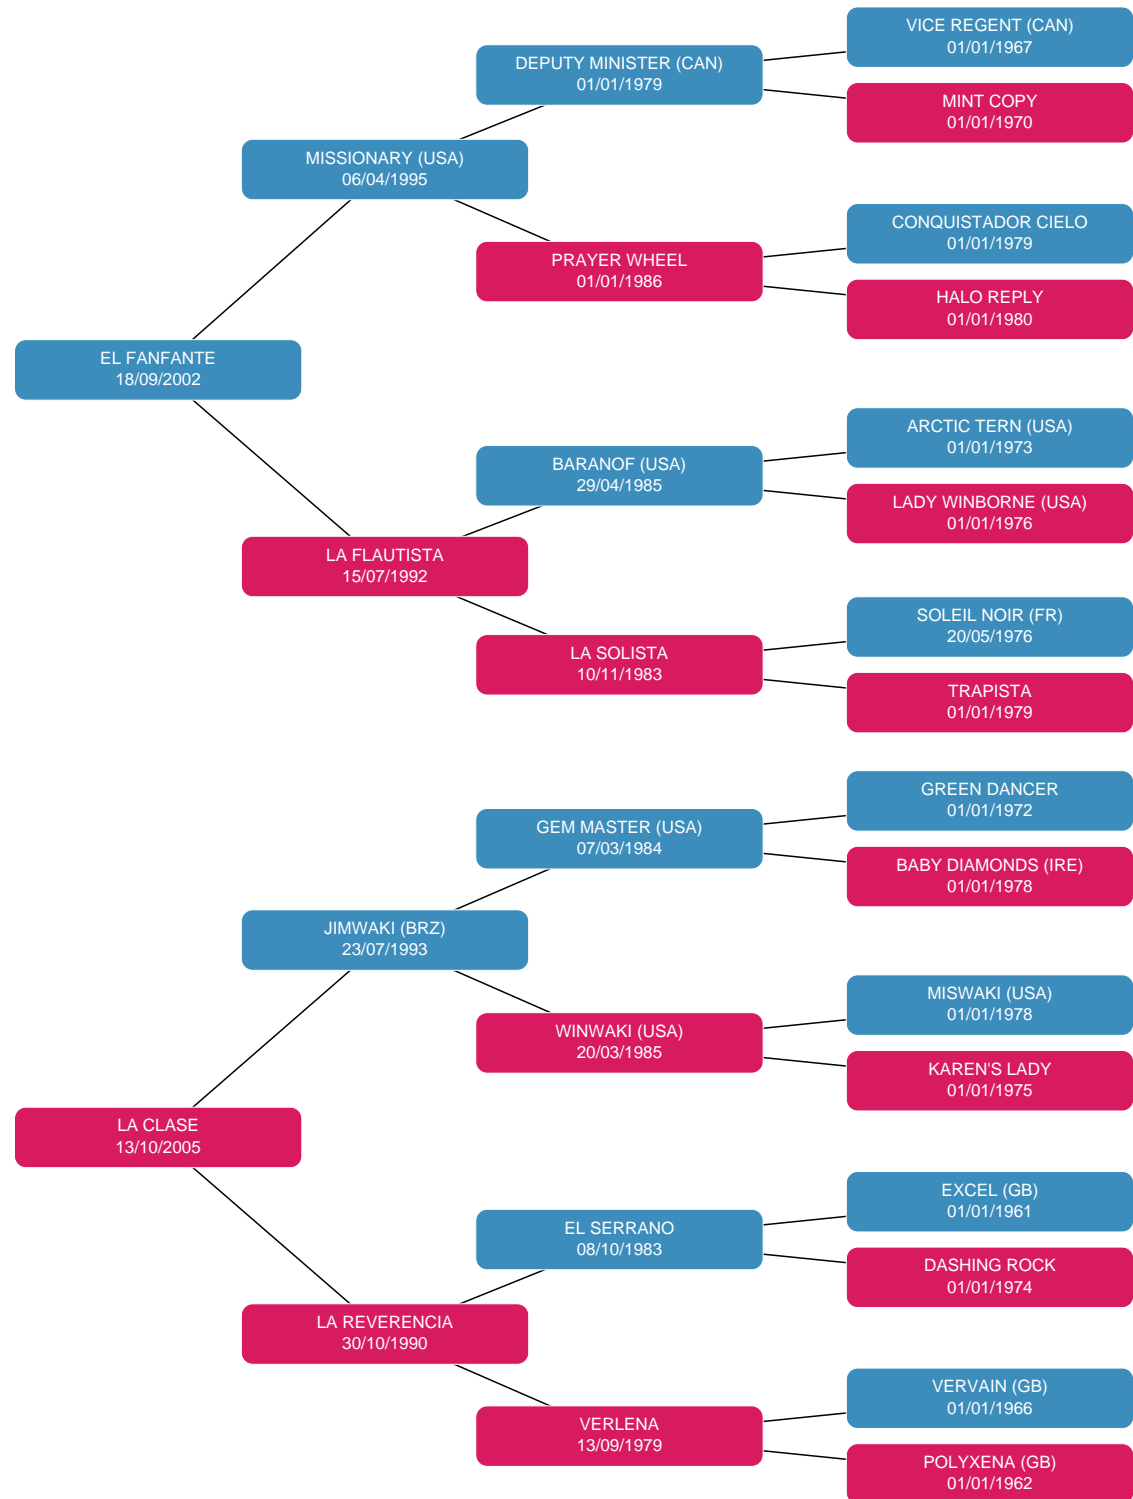 VICE REGENT (CAN)
01/01/1967
DEPUTY MINISTER (CAN)
01/01/1979
MINT COPY
01/01/1970
MISSIONARY (USA)
06/04/1995
CONQUISTADOR CIELO
01/01/1979
PRAYER WHEEL
01/01/1986
HALO REPLY
01/01/1980
EL FANFANTE
18/09/2002
ARCTIC TERN (USA)
01/01/1973
BARANOF (USA)
29/04/1985
LADY WINBORNE (USA)
01/01/1976
LA FLAUTISTA
15/07/1992
SOLEIL NOIR (FR)
20/05/1976
LA SOLISTA
10/11/1983
TRAPISTA
01/01/1979
GREEN DANCER
01/01/1972
GEM MASTER (USA)
07/03/1984
BABY DIAMONDS (IRE)
01/01/1978
JIMWAKI (BRZ)
23/07/1993
MISWAKI (USA)
01/01/1978
WINWAKI (USA)
20/03/1985
KAREN'S LADY
01/01/1975
LA CLASE
13/10/2005
EXCEL (GB)
01/01/1961
EL SERRANO
08/10/1983
DASHING ROCK
01/01/1974
LA REVERENCIA
30/10/1990
VERVAIN (GB)
01/01/1966
VERLENA
13/09/1979
POLYXENA (GB)
01/01/1962